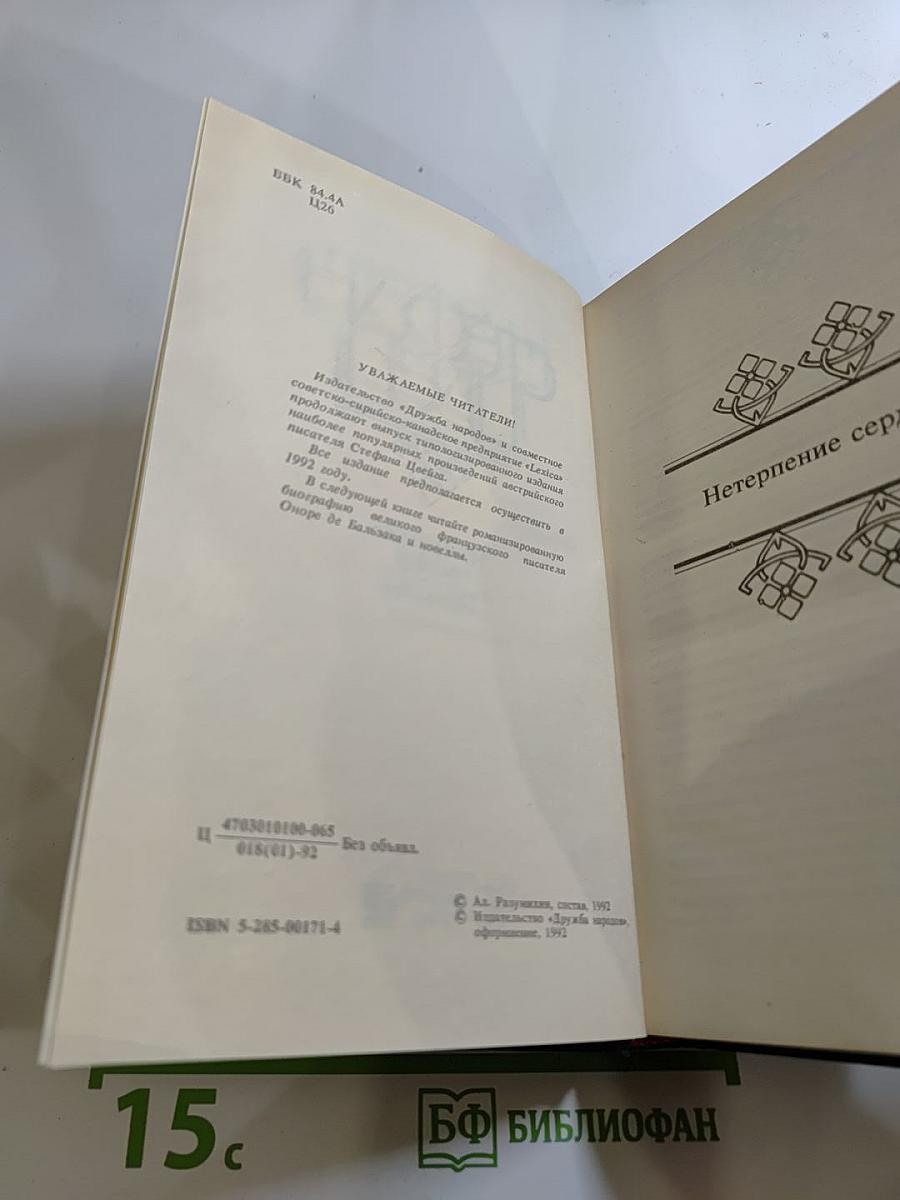 ББК 84.4А
Ц26
УВАЖАЕМЫЕ ЧИТАТЕЛИ!
Издательство «Дружба народов» и совместное
советско-сирийско-канадское предприятие «Lexica»
продолжают выпуск типологизированного издания
наиболее популярных произведений австрийского
писателя Стефана Цвейга.
Все издание предполагается осуществить в
1992 году.
В следующей книге читайте романизированную
биографию великого французского писателя
Оноре де Бальзака и новеллы.
Ц 4703010100-065
018(01)-92 Без объявл.
ISBN 5-285-00171-4
© Ал. Разумихин, состав, 1992
© Издательство «Дружба народов»,
оформление, 1992
Нетерпение серд
15 с
БФ БИБЛИОФАН